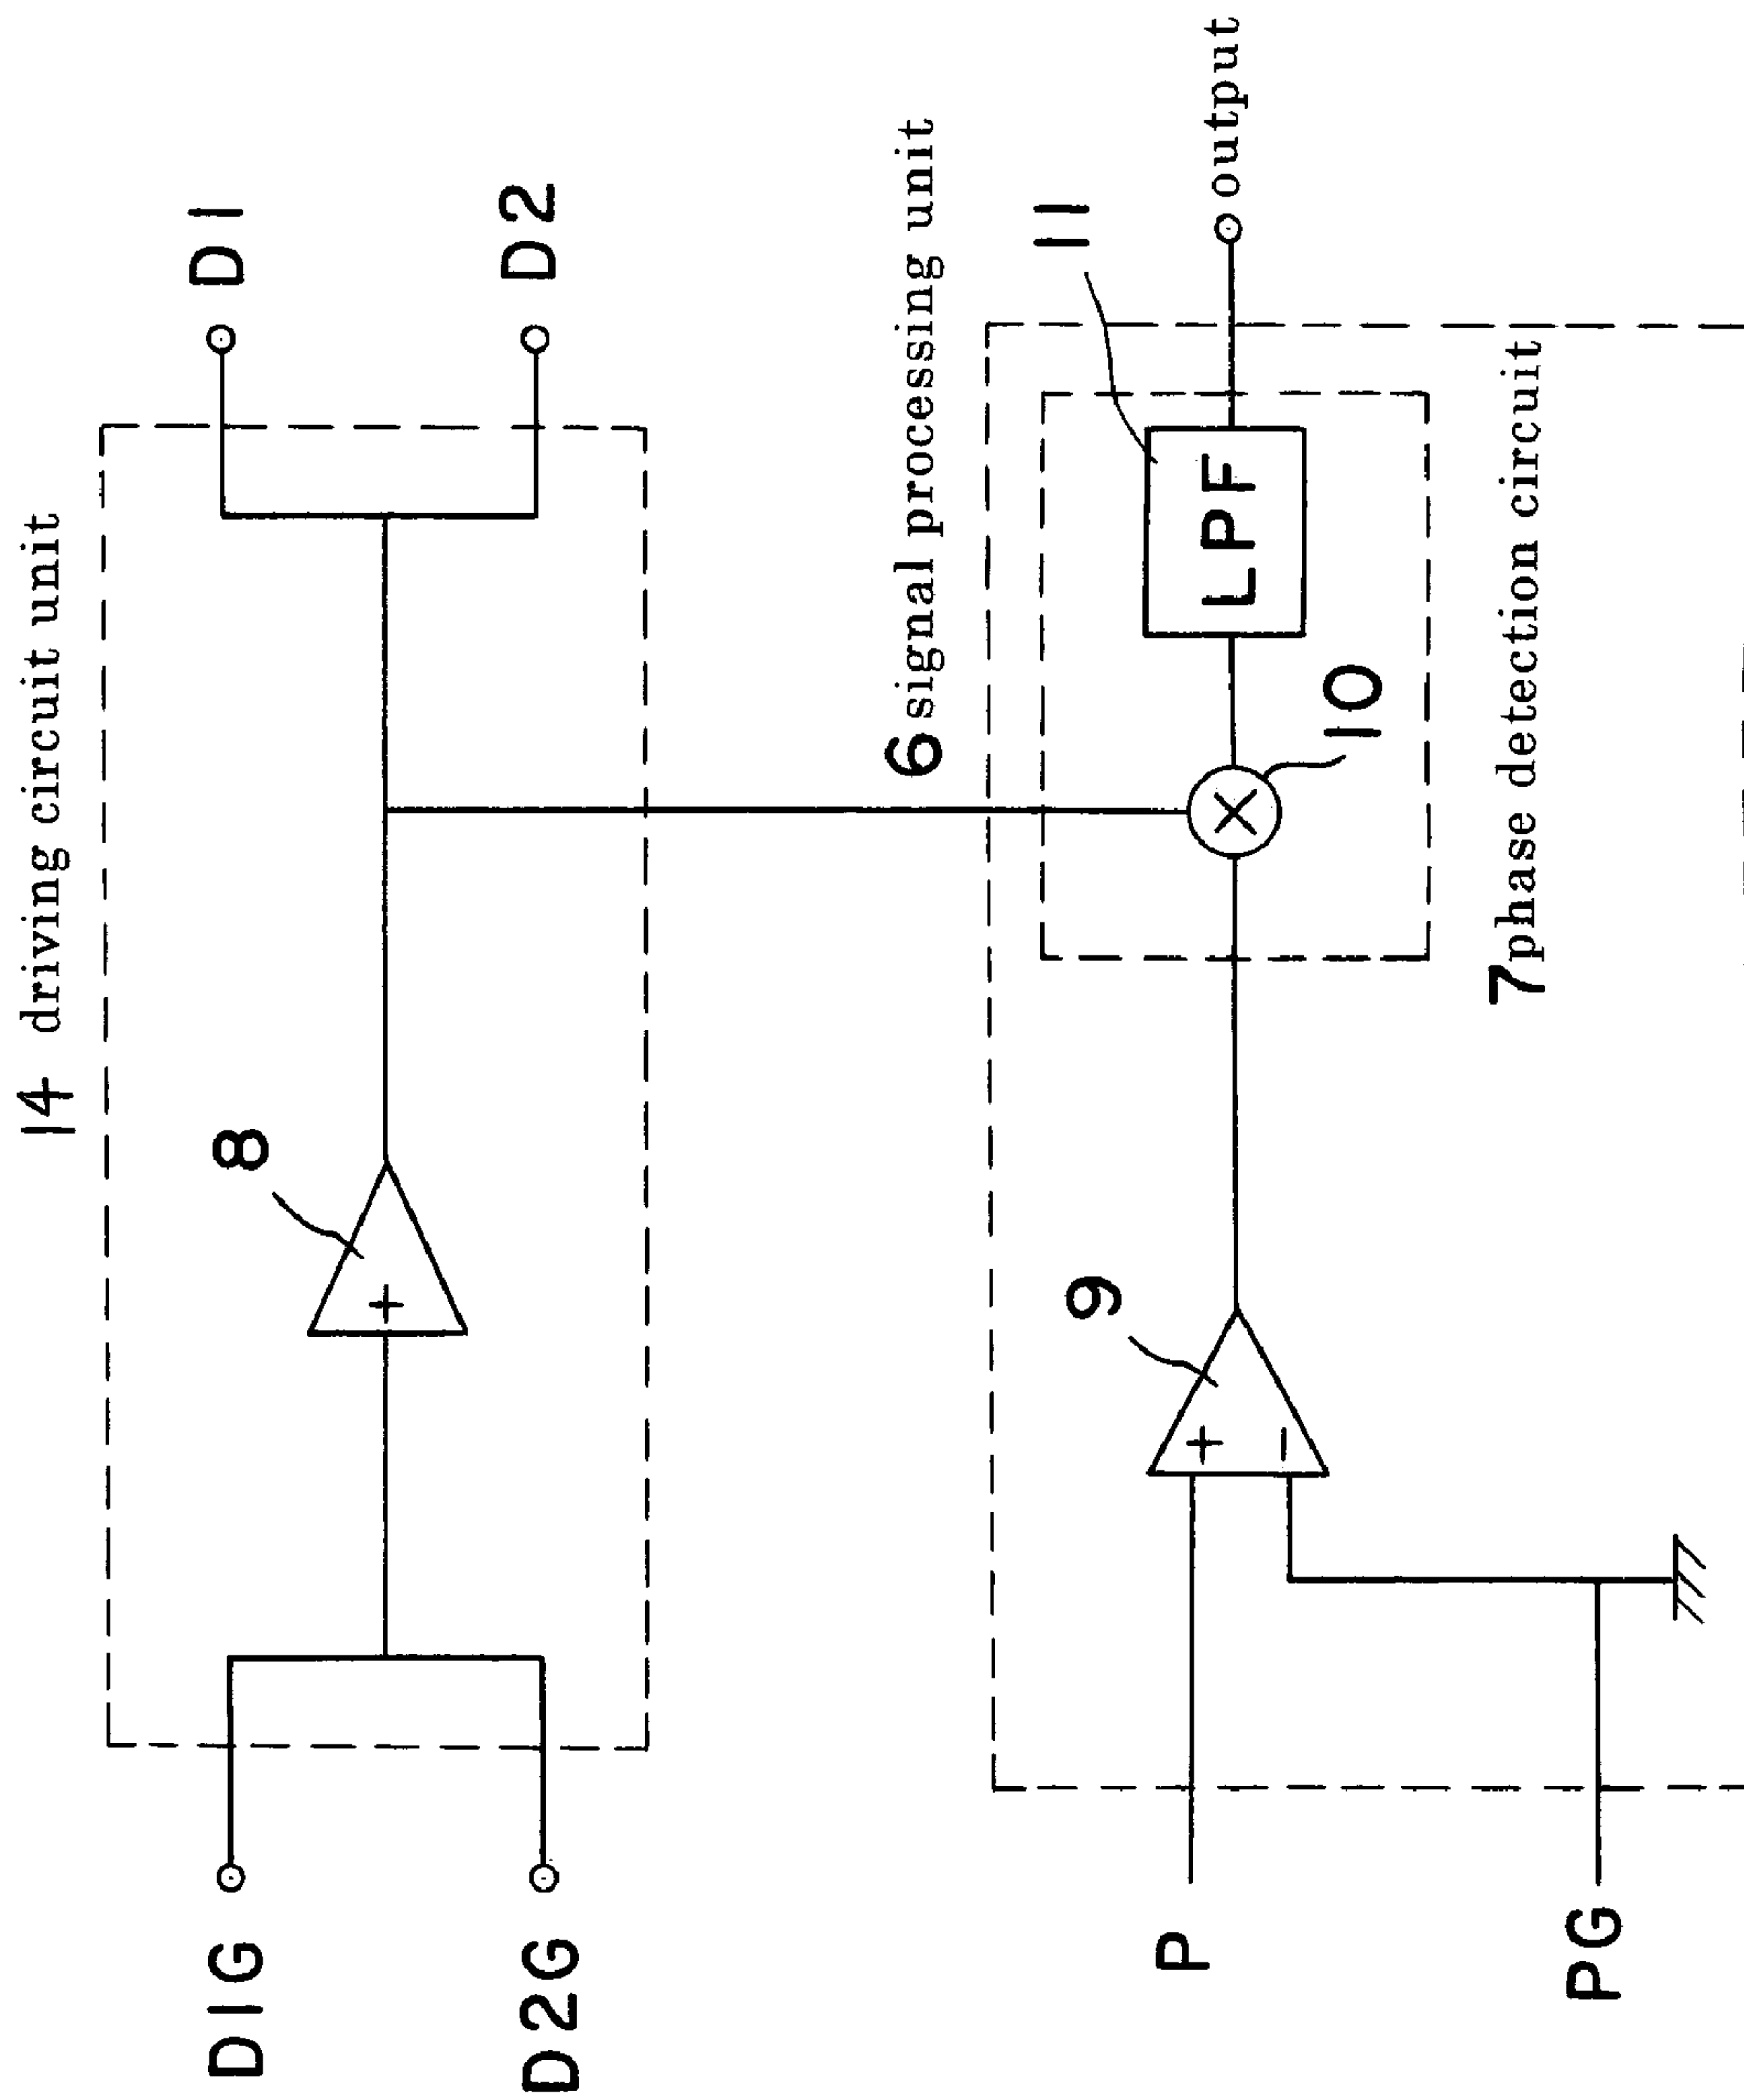 14 driving circuit unit
D1G
D2G
8
+
D1
D2
6 signal processing unit
P
PG
9
+
−
10
LPF
11
output
7 phase detection circuit